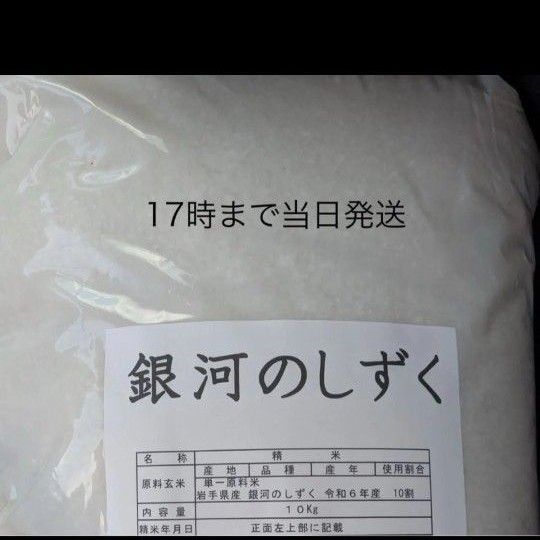 17時まで当日発送
銀河のしずく
名 称 精 米
産 地 品 種 産 年 使用割合
原料玄米 単一原料米
岩手県産 銀河のしずく 令和6年産 10割
内 容 量 10Kg
精米年月日 正面左上部に記載